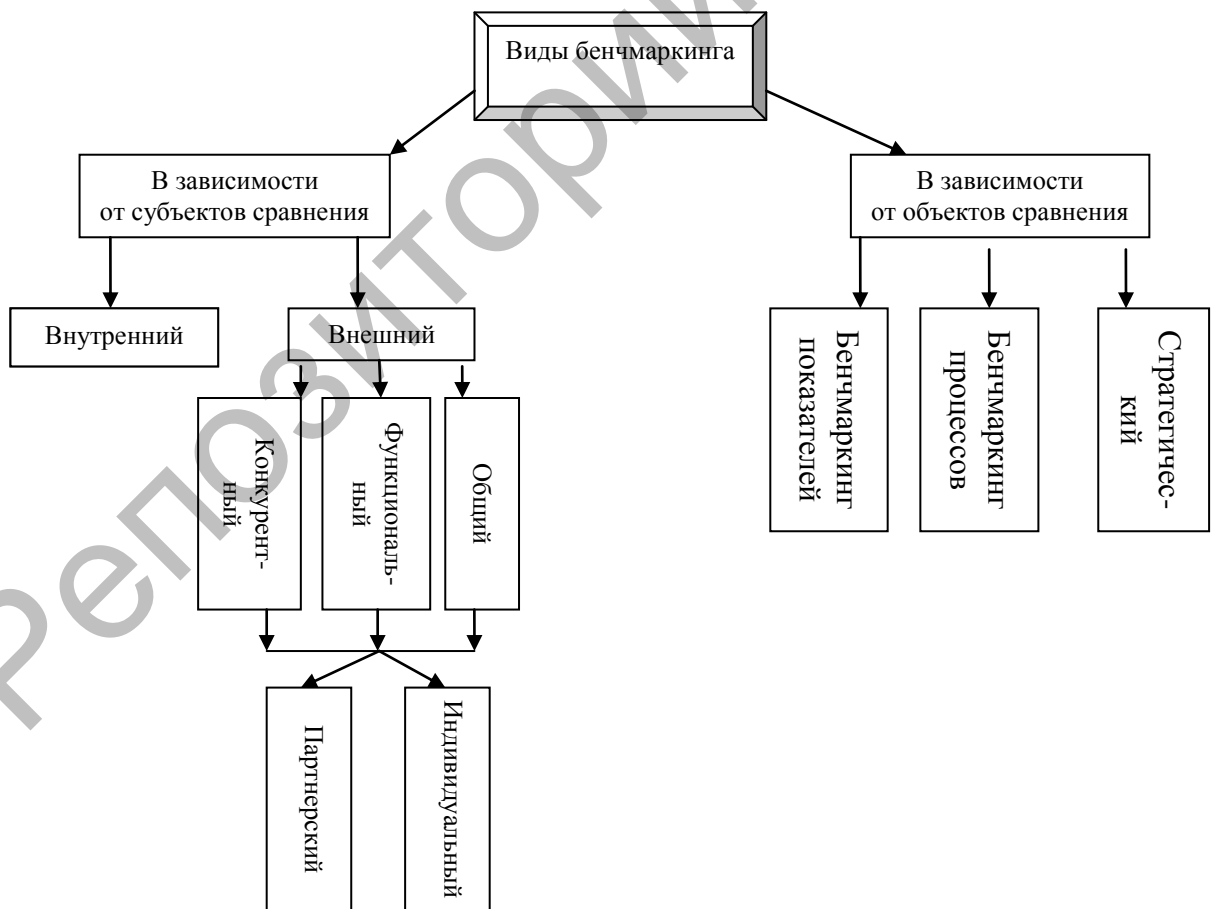 Виды бенчмаркинга
В зависимости
от субъектов сравнения
В зависимости
от объектов сравнения
Внутренний
Внешний
Бенчмаркинг
показателей
Бенчмаркинг
процессов
Стратегичес-
кий
Конкурент-
ный
Функциональ-
ный
Общий
Партнерский
Индивидуальный
Репозитории